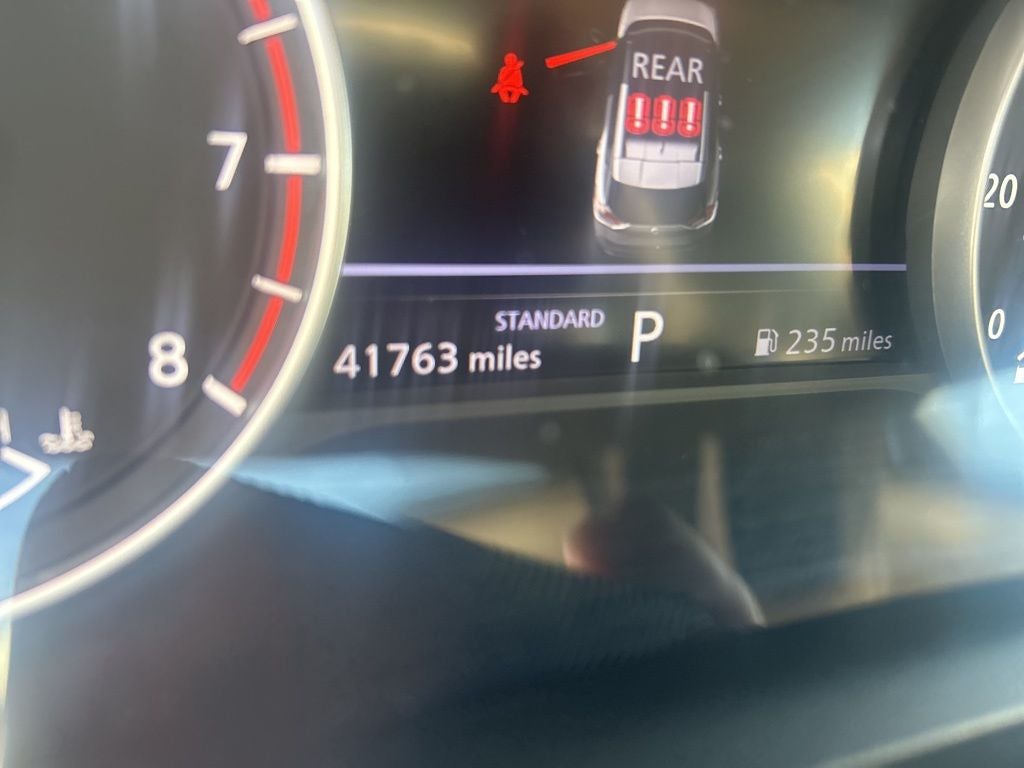 REAR
7
20
STANDARD
P
0
8
41763 miles
235 miles